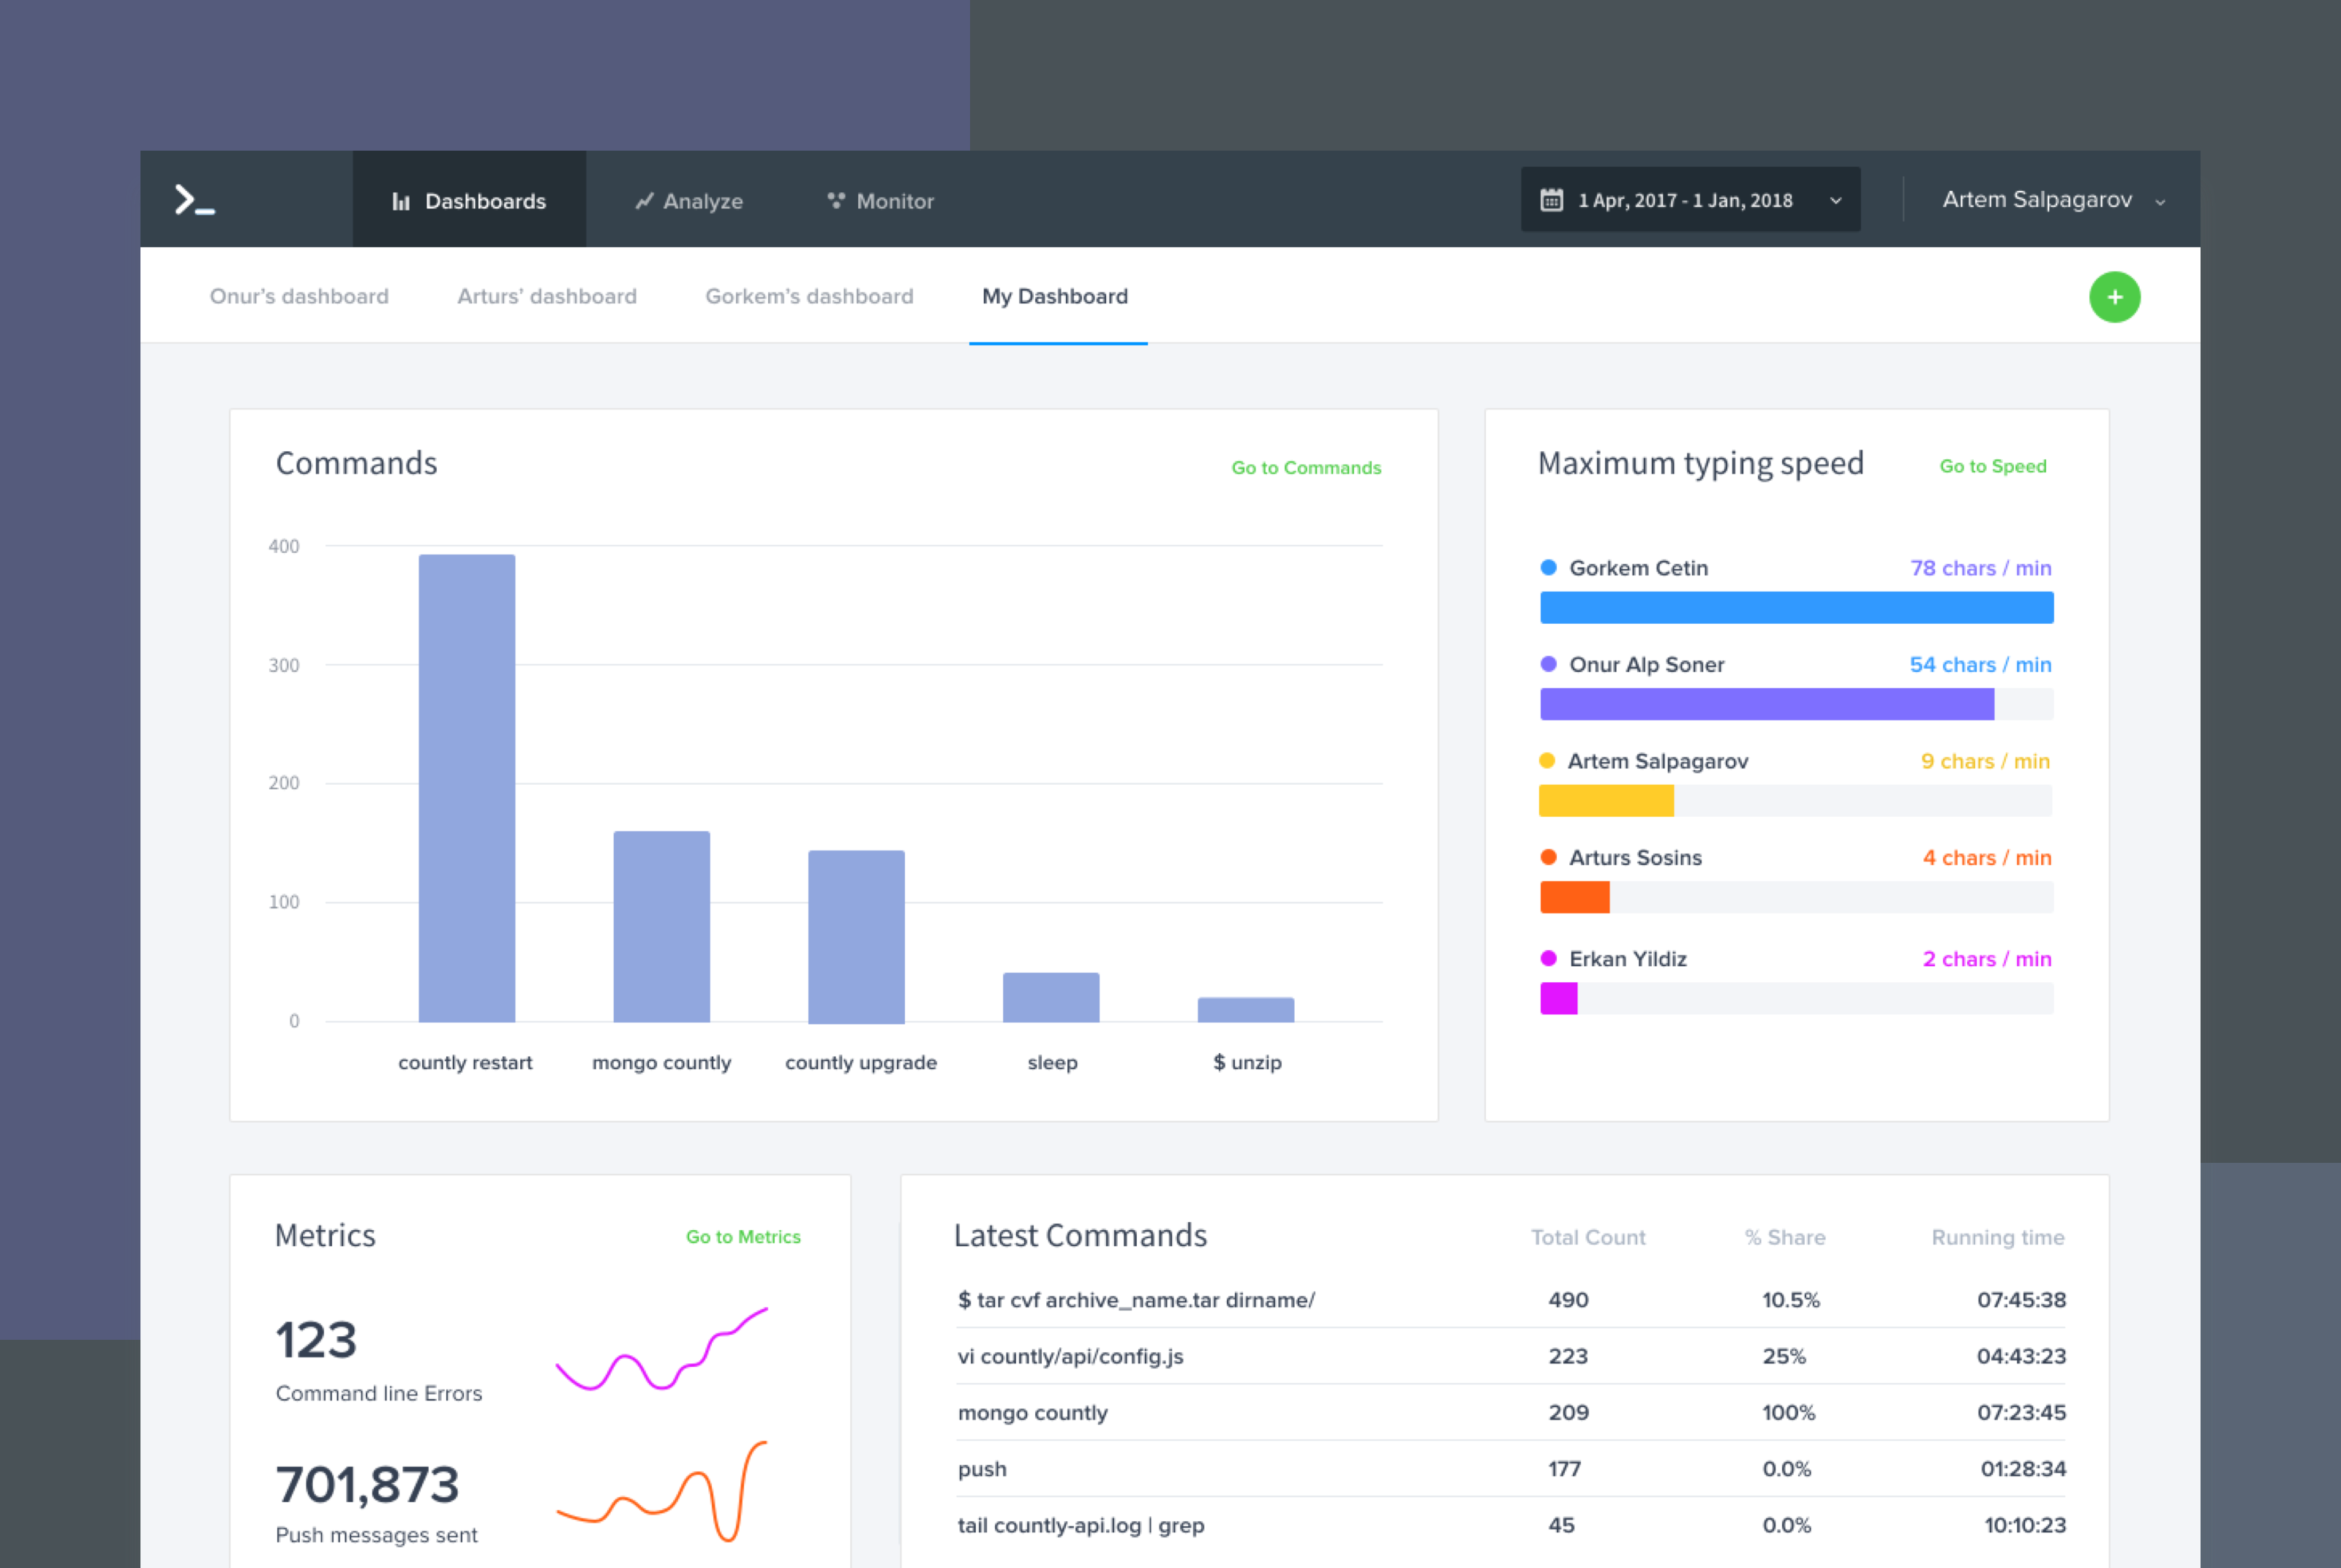 Dashboards
Analyze
Monitor
1 Apr, 2017 - 1 Jan, 2018
Artem Salpagarov
Onur’s dashboard
Arturs’ dashboard
Gorkem’s dashboard
My Dashboard
+
Commands
Go to Commands
400
300
200
100
0
countly restart
mongo countly
countly upgrade
sleep
$ unzip
Maximum typing speed
Go to Speed
Gorkem Cetin 78 chars / min
Onur Alp Soner 54 chars / min
Artem Salpagarov 9 chars / min
Arturs Sosins 4 chars / min
Erkan Yildiz 2 chars / min
Metrics
Go to Metrics
123
Command line Errors
701,873
Push messages sent
Latest Commands Total Count % Share Running time
$ tar cvf archive_name.tar dirname/ 490 10.5% 07:45:38
vi countly/api/config.js 223 25% 04:43:23
mongo countly 209 100% 07:23:45
push 177 0.0% 01:28:34
tail countly-api.log | grep 45 0.0% 10:10:23